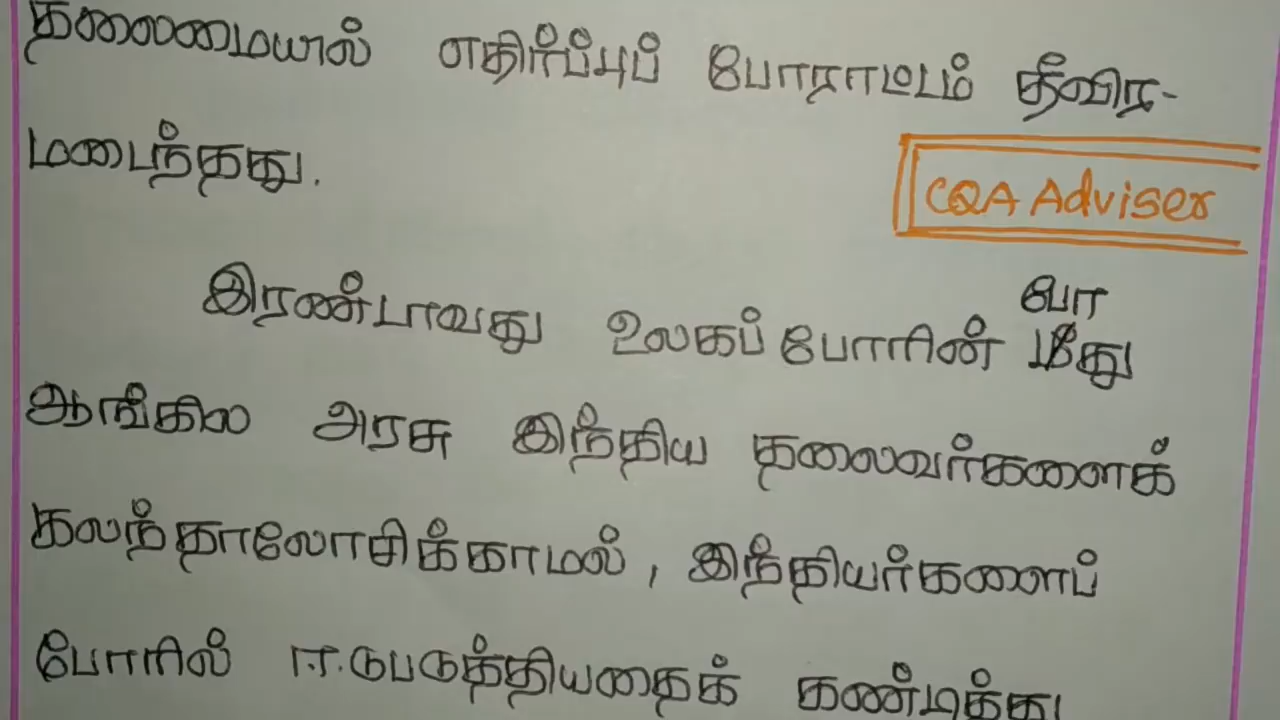 தலைமையில் எதிர்ப்புப் போராட்டம் தீவிர-
மடைந்தது.
CQA Adviser
இரண்டாவது உலகப் போரின் போ
து
ஆங்கில அரசு இந்திய தலைவர்களைக்
கலந்தாலோசிக்காமல், இந்தியர்களைப்
போரில் ஈடுபடுத்தியதைக் கண்டித்து